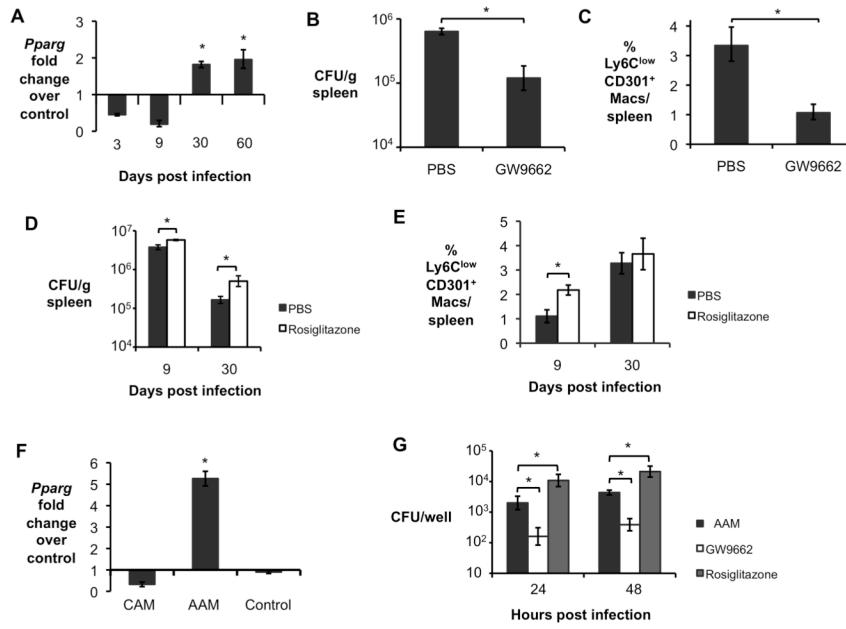 A
Pparg
fold
change
over
control
3
2
1
0
3
9
30
60
*
*
Days post infection
B
CFU/g
spleen
10⁶
10⁵
10⁴
*
PBS
GW9662
C
%
Ly6C^low
CD301⁺
Macs/
spleen
4
3
2
1
0
*
PBS
GW9662
D
CFU/g
spleen
10⁷
10⁶
10⁵
10⁴
*
*
9
30
Days post infection
PBS
Rosiglitazone
E
%
Ly6C^low
CD301⁺
Macs/
spleen
5
4
3
2
1
0
*
9
30
Days post infection
PBS
Rosiglitazone
F
Pparg
fold
change
over
control
6
5
4
3
2
1
0
*
CAM
AAM
Control
G
CFU/well
10⁵
10⁴
10³
10²
10
*
*
*
*
24
48
Hours post infection
AAM
GW9662
Rosiglitazone